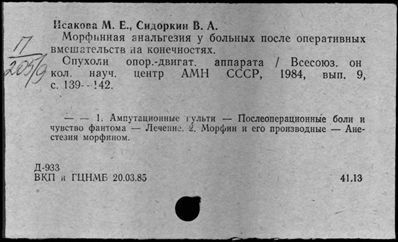 Исакова М. Е., Сидоркин В. А.
Морфинная анальгезия у больных после оперативных
вмешательств на конечностях.
П
205/9
Опухоли опор.-двигат. аппарата / Всесоюз. он
кол. науч. центр АМН СССР, 1984, вып. 9,
с. 139—142.
— — 1. Ампутационные культи — Послеоперационные боли и
чувство фантома — Лечение. 2. Морфин и его производные — Ане-
стезия морфином.
Д-933
ВКП и ГЦНМБ 20.03.85 41.13